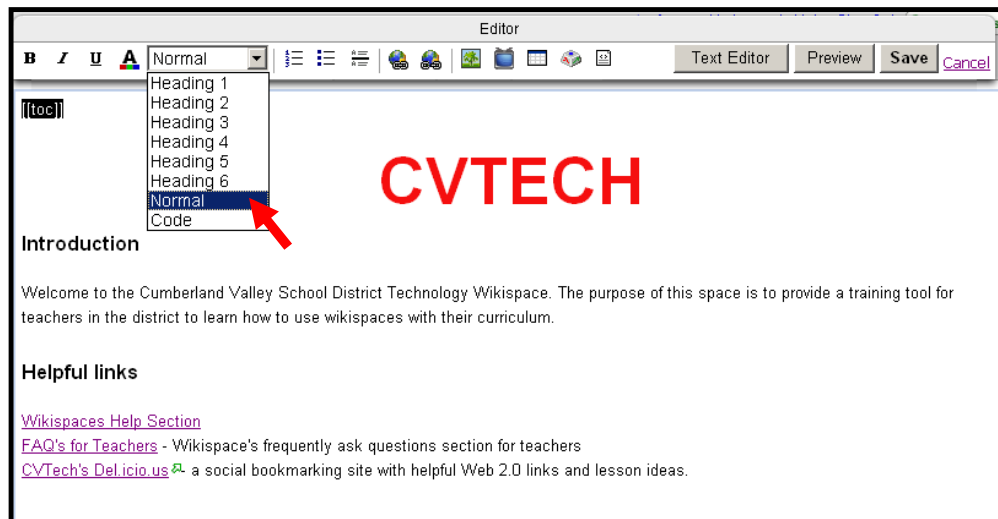 Editor
B I U A Normal Text Editor Preview Save Cancel
Heading 1
Heading 2
Heading 3
Heading 4
Heading 5
Heading 6
Normal
Code
[[toc]]
CVTECH
Introduction
Welcome to the Cumberland Valley School District Technology Wikispace. The purpose of this space is to provide a training tool for
teachers in the district to learn how to use wikispaces with their curriculum.
Helpful links
Wikispaces Help Section
FAQ's for Teachers - Wikispace's frequently ask questions section for teachers
CVTech's Del.icio.us - a social bookmarking site with helpful Web 2.0 links and lesson ideas.